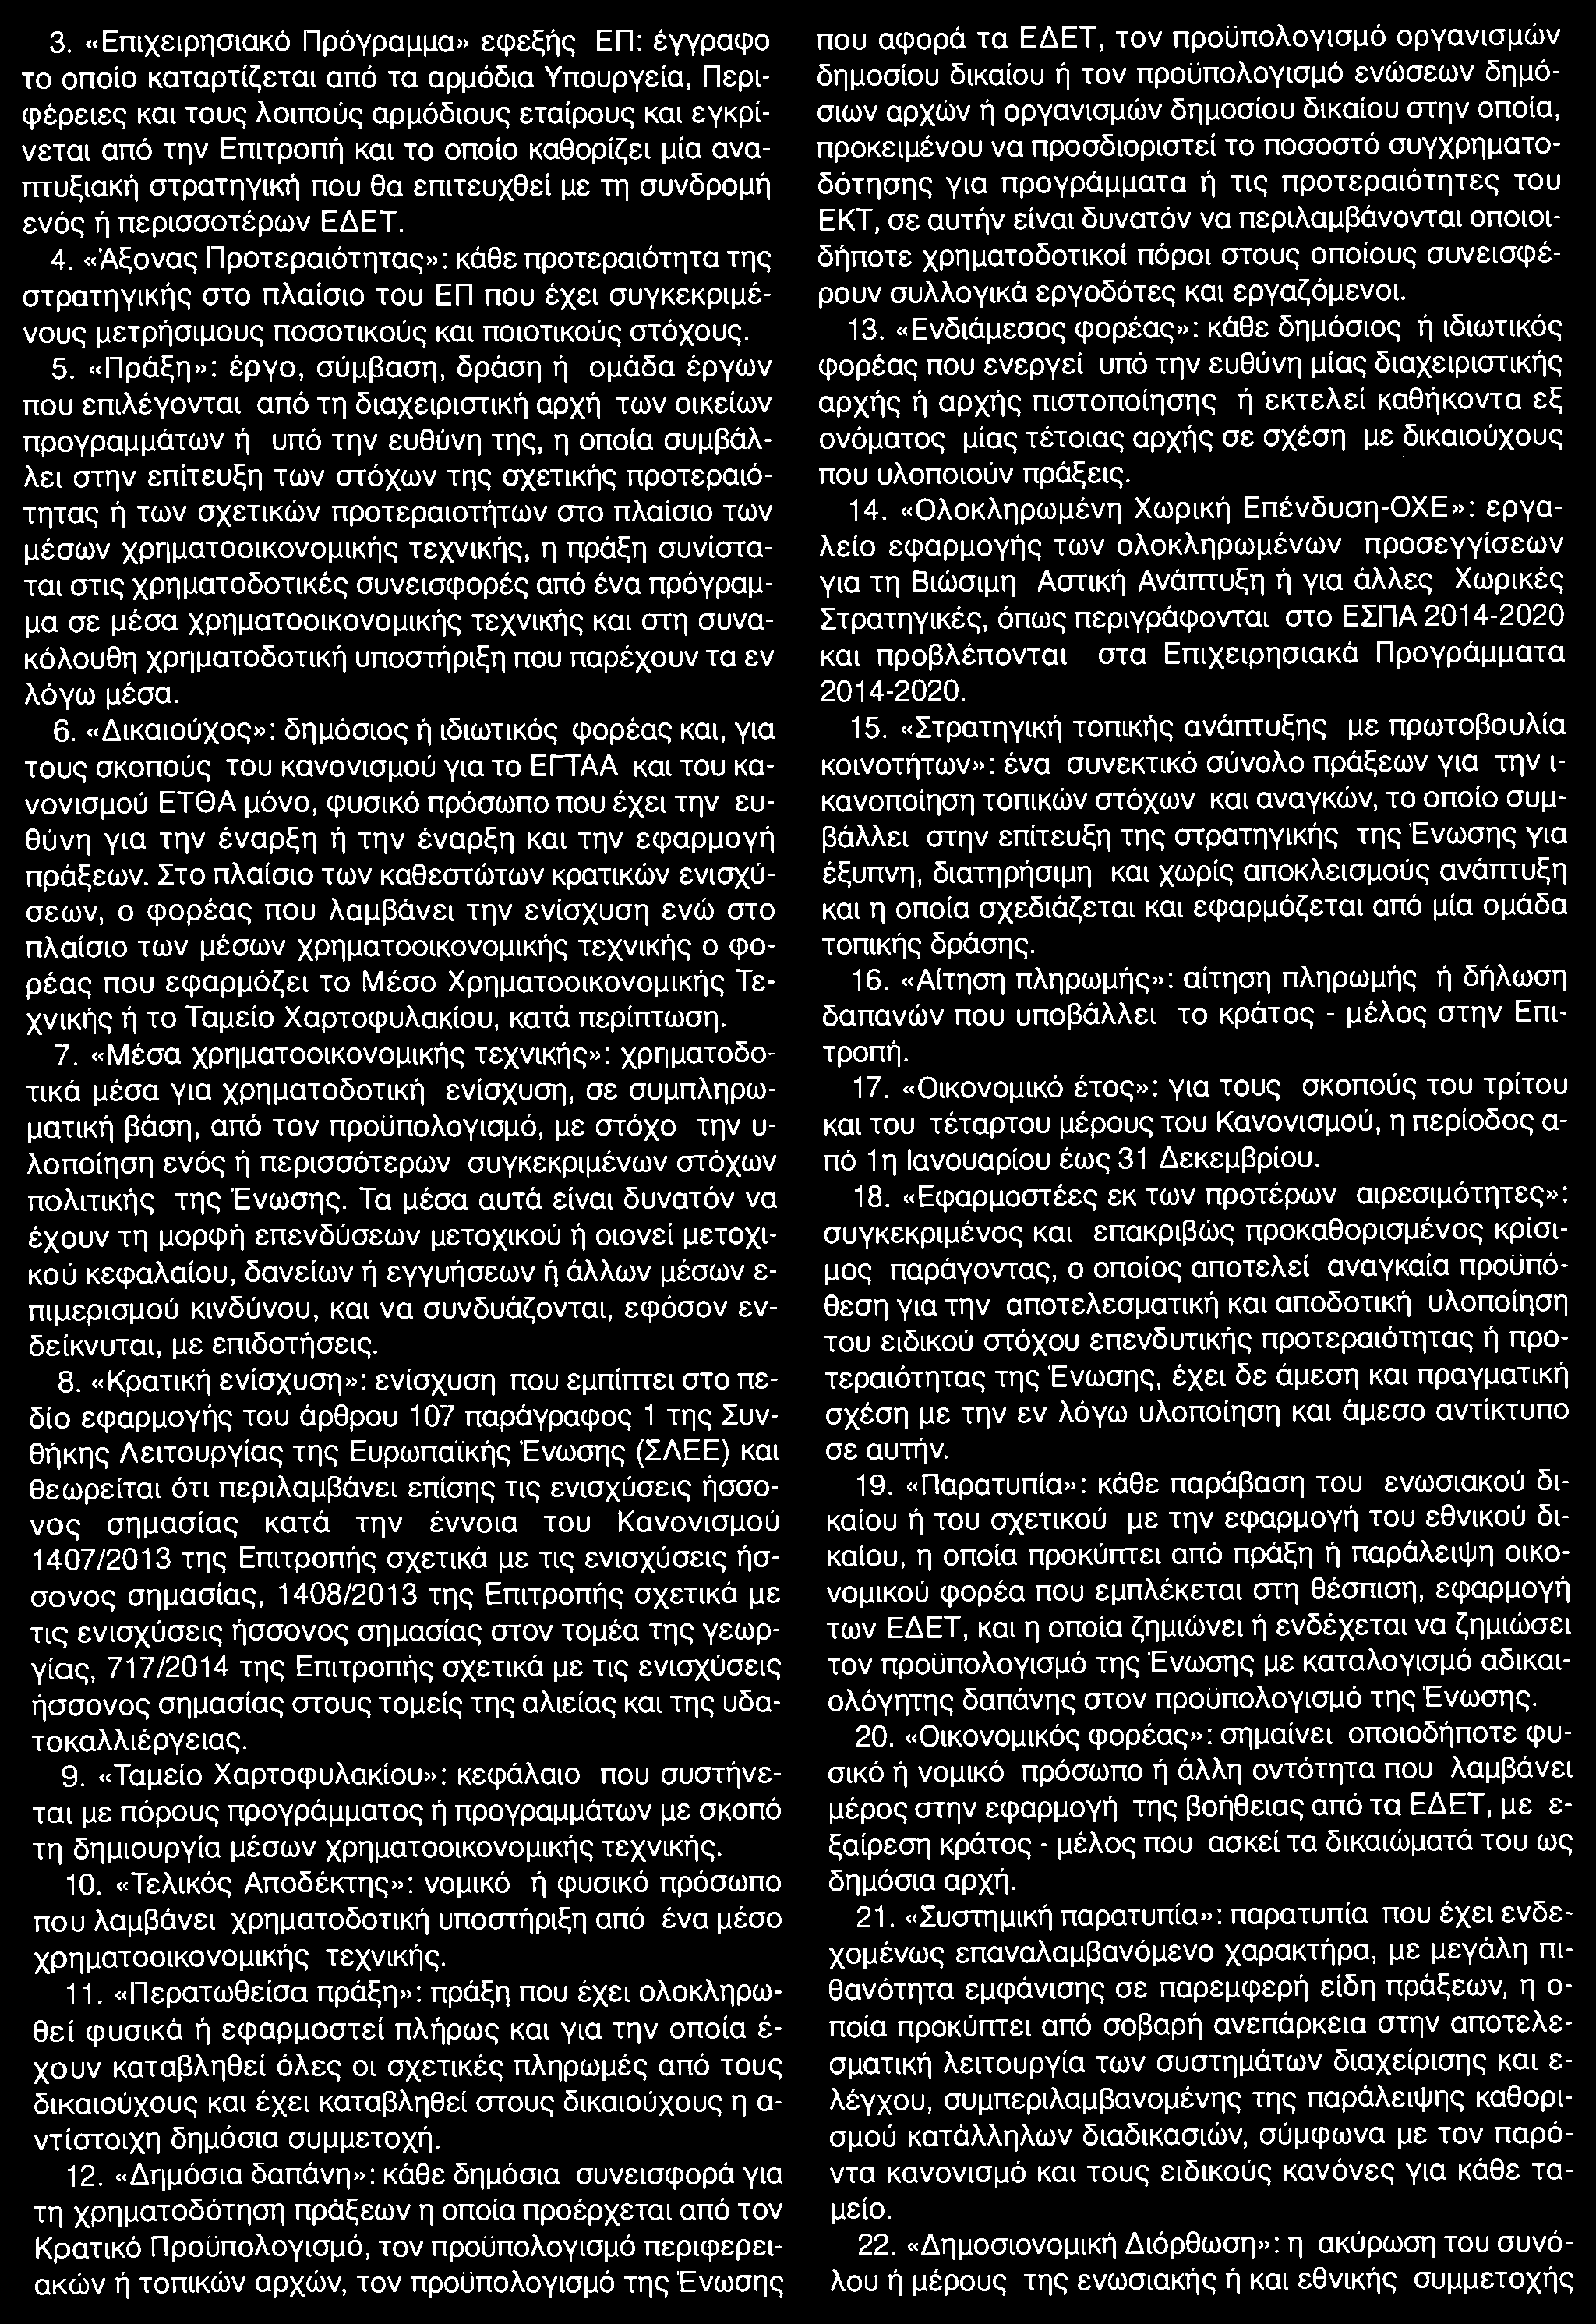 3. «Επιχειρησιακό Πρόγραμμα» εφεξής ΕΠ: έγγραφο
το οποίο καταρτίζεται από τα αρμόδια Υπουργεία, Περι-
φέρειες και τους λοιπούς αρμόδιους εταίρους και εγκρί-
νεται από την Επιτροπή και το οποίο καθορίζει μία ανα-
πτυξιακή στρατηγική που θα επιτευχθεί με τη συνδρομή
ενός ή περισσοτέρων ΕΔΕΤ.
4. «Άξονας Προτεραιότητας»: κάθε προτεραιότητα της
στρατηγικής στο πλαίσιο του ΕΠ που έχει συγκεκριμέ-
νους μετρήσιμους ποσοτικούς και ποιοτικούς στόχους.
5. «Πράξη»: έργο, σύμβαση, δράση ή ομάδα έργων
που επιλέγονται από τη διαχειριστική αρχή των οικείων
προγραμμάτων ή υπό την ευθύνη της, η οποία συμβάλ-
λει στην επίτευξη των στόχων της σχετικής προτεραιό-
τητας ή των σχετικών προτεραιοτήτων στο πλαίσιο των
μέσων χρηματοοικονομικής τεχνικής, η πράξη συνίστα-
ται στις χρηματοδοτικές συνεισφορές από ένα πρόγραμ-
μα σε μέσα χρηματοοικονομικής τεχνικής και στη συνα-
κόλουθη χρηματοδοτική υποστήριξη που παρέχουν τα εν
λόγω μέσα.
6. «Δικαιούχος»: δημόσιος ή ιδιωτικός φορέας και, για
τους σκοπούς του κανονισμού για το ΕΓΤΑΑ και του κα-
νονισμού ΕΤΘΑ μόνο, φυσικό πρόσωπο που έχει την ευ-
θύνη για την έναρξη ή την έναρξη και την εφαρμογή
πράξεων. Στο πλαίσιο των καθεστώτων κρατικών ενισχύ-
σεων, ο φορέας που λαμβάνει την ενίσχυση ενώ στο
πλαίσιο των μέσων χρηματοοικονομικής τεχνικής ο φο-
ρέας που εφαρμόζει το Μέσο Χρηματοοικονομικής Τε-
χνικής ή το Ταμείο Χαρτοφυλακίου, κατά περίπτωση.
7. «Μέσα χρηματοοικονομικής τεχνικής»: χρηματοδο-
τικά μέσα για χρηματοδοτική ενίσχυση, σε συμπληρω-
ματική βάση, από τον προϋπολογισμό, με στόχο την υ-
λοποίηση ενός ή περισσότερων συγκεκριμένων στόχων
πολιτικής της Ένωσης. Τα μέσα αυτά είναι δυνατόν να
έχουν τη μορφή επενδύσεων μετοχικού ή οιονεί μετοχι-
κού κεφαλαίου, δανείων ή εγγυήσεων ή άλλων μέσων ε-
πιμερισμού κινδύνου, και να συνδυάζονται, εφόσον εν-
δείκνυται, με επιδοτήσεις.
8. «Κρατική ενίσχυση»: ενίσχυση που εμπίπτει στο πε-
δίο εφαρμογής του άρθρου 107 παράγραφος 1 της Συν-
θήκης Λειτουργίας της Ευρωπαϊκής Ένωσης (ΣΛΕΕ) και
θεωρείται ότι περιλαμβάνει επίσης τις ενισχύσεις ήσσο-
νος σημασίας κατά την έννοια του Κανονισμού
1407/2013 της Επιτροπής σχετικά με τις ενισχύσεις ήσ-
σονος σημασίας, 1408/2013 της Επιτροπής σχετικά με
τις ενισχύσεις ήσσονος σημασίας στον τομέα της γεωρ-
γίας, 717/2014 της Επιτροπής σχετικά με τις ενισχύσεις
ήσσονος σημασίας στους τομείς της αλιείας και της υδα-
τοκαλλιέργειας.
9. «Ταμείο Χαρτοφυλακίου»: κεφάλαιο που συστήνε-
ται με πόρους προγράμματος ή προγραμμάτων με σκοπό
τη δημιουργία μέσων χρηματοοικονομικής τεχνικής.
10. «Τελικός Αποδέκτης»: νομικό ή φυσικό πρόσωπο
που λαμβάνει χρηματοδοτική υποστήριξη από ένα μέσο
χρηματοοικονομικής τεχνικής.
11. «Περατωθείσα πράξη»: πράξη που έχει ολοκληρω-
θεί φυσικά ή εφαρμοστεί πλήρως και για την οποία έ-
χουν καταβληθεί όλες οι σχετικές πληρωμές από τους
δικαιούχους και έχει καταβληθεί στους δικαιούχους η α-
ντίστοιχη δημόσια συμμετοχή.
12. «Δημόσια δαπάνη»: κάθε δημόσια συνεισφορά για
τη χρηματοδότηση πράξεων η οποία προέρχεται από τον
Κρατικό Προϋπολογισμό, τον προϋπολογισμό περιφερει-
ακών ή τοπικών αρχών, τον προϋπολογισμό της Ένωσης
που αφορά τα ΕΔΕΤ, τον προϋπολογισμό οργανισμών
δημοσίου δικαίου ή τον προϋπολογισμό ενώσεων δημό-
σιων αρχών ή οργανισμών δημοσίου δικαίου στην οποία,
προκειμένου να προσδιοριστεί το ποσοστό συγχρηματο-
δότησης για προγράμματα ή τις προτεραιότητες του
ΕΚΤ, σε αυτήν είναι δυνατόν να περιλαμβάνονται οποιοι-
δήποτε χρηματοδοτικοί πόροι στους οποίους συνεισφέ-
ρουν συλλογικά εργοδότες και εργαζόμενοι.
13. «Ενδιάμεσος φορέας»: κάθε δημόσιος ή ιδιωτικός
φορέας που ενεργεί υπό την ευθύνη μίας διαχειριστικής
αρχής ή αρχής πιστοποίησης ή εκτελεί καθήκοντα εξ
ονόματος μίας τέτοιας αρχής σε σχέση με δικαιούχους
που υλοποιούν πράξεις.
14. «Ολοκληρωμένη Χωρική Επένδυση-ΟΧΕ»: εργα-
λείο εφαρμογής των ολοκληρωμένων προσεγγίσεων
για τη Βιώσιμη Αστική Ανάπτυξη ή για άλλες Χωρικές
Στρατηγικές, όπως περιγράφονται στο ΕΣΠΑ 2014-2020
και προβλέπονται στα Επιχειρησιακά Προγράμματα
2014-2020.
15. «Στρατηγική τοπικής ανάπτυξης με πρωτοβουλία
κοινοτήτων»: ένα συνεκτικό σύνολο πράξεων για την ι-
κανοποίηση τοπικών στόχων και αναγκών, το οποίο συμ-
βάλλει στην επίτευξη της στρατηγικής της Ένωσης για
έξυπνη, διατηρήσιμη και χωρίς αποκλεισμούς ανάπτυξη
και η οποία σχεδιάζεται και εφαρμόζεται από μία ομάδα
τοπικής δράσης.
16. «Αίτηση πληρωμής»: αίτηση πληρωμής ή δήλωση
δαπανών που υποβάλλει το κράτος - μέλος στην Επι-
τροπή.
17. «Οικονομικό έτος»: για τους σκοπούς του τρίτου
και του τέταρτου μέρους του Κανονισμού, η περίοδος α-
πό 1η Ιανουαρίου έως 31 Δεκεμβρίου.
18. «Εφαρμοστέες εκ των προτέρων αιρεσιμότητες»:
συγκεκριμένος και επακριβώς προκαθορισμένος κρίσι-
μος παράγοντας, ο οποίος αποτελεί αναγκαία προϋπό-
θεση για την αποτελεσματική και αποδοτική υλοποίηση
του ειδικού στόχου επενδυτικής προτεραιότητας ή προ-
τεραιότητας της Ένωσης, έχει δε άμεση και πραγματική
σχέση με την εν λόγω υλοποίηση και άμεσο αντίκτυπο
σε αυτήν.
19. «Παρατυπία»: κάθε παράβαση του ενωσιακού δι-
καίου ή του σχετικού με την εφαρμογή του εθνικού δι-
καίου, η οποία προκύπτει από πράξη ή παράλειψη οικο-
νομικού φορέα που εμπλέκεται στη θέσπιση, εφαρμογή
των ΕΔΕΤ, και η οποία ζημιώνει ή ενδέχεται να ζημιώσει
τον προϋπολογισμό της Ένωσης με καταλογισμό αδικαι-
ολόγητης δαπάνης στον προϋπολογισμό της Ένωσης.
20. «Οικονομικός φορέας»: σημαίνει οποιοδήποτε φυ-
σικό ή νομικό πρόσωπο ή άλλη οντότητα που λαμβάνει
μέρος στην εφαρμογή της βοήθειας από τα ΕΔΕΤ, με ε-
ξαίρεση κράτος - μέλος που ασκεί τα δικαιώματά του ως
δημόσια αρχή.
21. «Συστημική παρατυπία»: παρατυπία που έχει ενδε-
χομένως επαναλαμβανόμενο χαρακτήρα, με μεγάλη πι-
θανότητα εμφάνισης σε παρεμφερή είδη πράξεων, η ο-
ποία προκύπτει από σοβαρή ανεπάρκεια στην αποτελε-
σματική λειτουργία των συστημάτων διαχείρισης και ε-
λέγχου, συμπεριλαμβανομένης της παράλειψης καθορι-
σμού κατάλληλων διαδικασιών, σύμφωνα με τον παρό-
ντα κανονισμό και τους ειδικούς κανόνες για κάθε τα-
μείο.
22. «Δημοσιονομική Διόρθωση»: η ακύρωση του συνό-
λου ή μέρους της ενωσιακής ή και εθνικής συμμετοχής